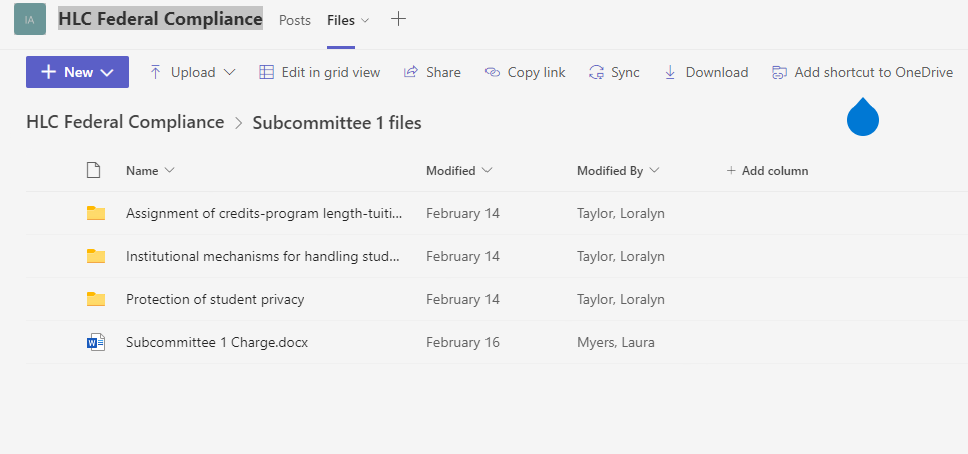 IA HLC Federal Compliance Posts Files
New Upload Edit in grid view Share Copy link Sync Download Add shortcut to OneDrive
HLC Federal Compliance > Subcommittee 1 files
Name Modified Modified By + Add column
Assignment of credits-program length-tuiti... February 14 Taylor, Loralyn
Institutional mechanisms for handling stud... February 14 Taylor, Loralyn
Protection of student privacy February 14 Taylor, Loralyn
Subcommittee 1 Charge.docx February 16 Myers, Laura